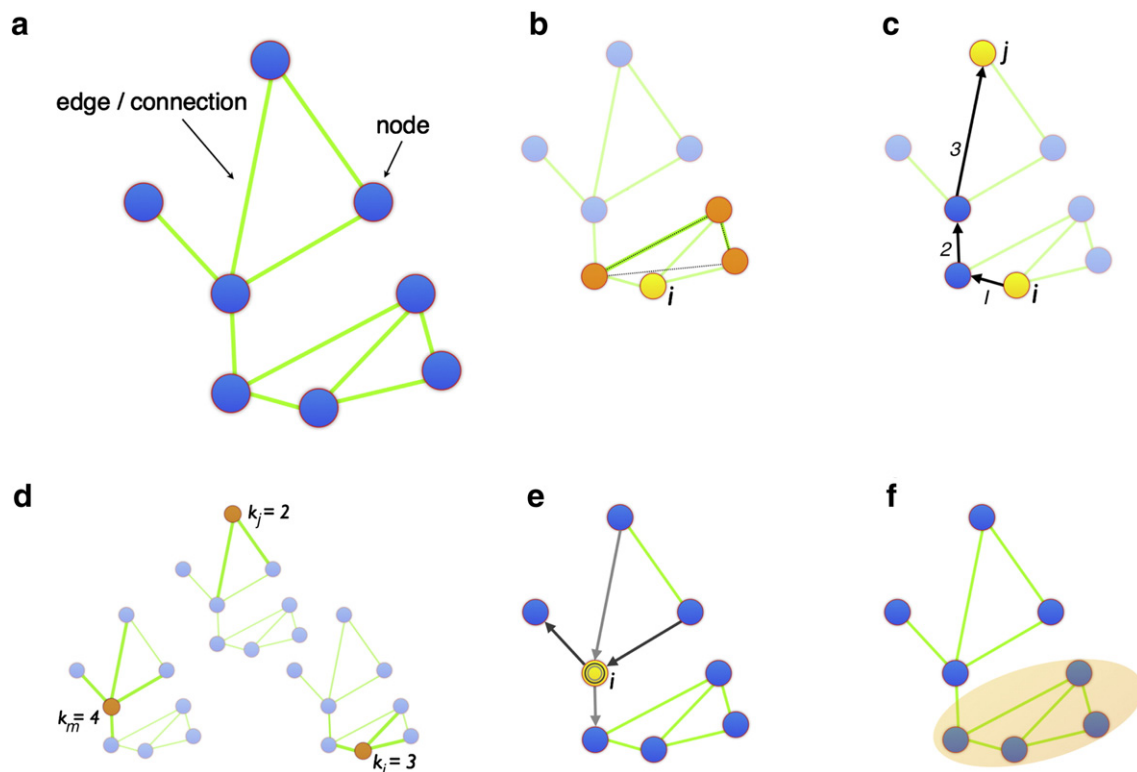 a
edge / connection
node
b
i
c
j
3
2
1
i
d
k_j = 2
k_m = 4
k_i = 3
e
i
f